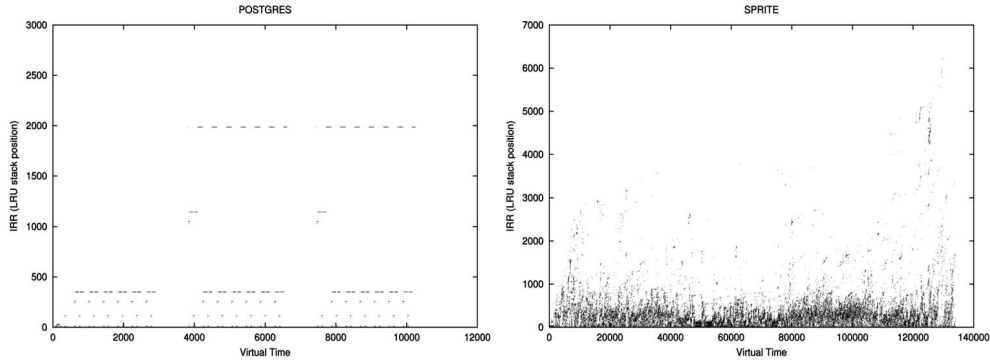 POSTGRES
IRR (LRU stack position)
3000
2500
2000
1500
1000
500
0
0 2000 4000 6000 8000 10000 12000
Virtual Time
SPRITE
IRR (LRU stack position)
7000
6000
5000
4000
3000
2000
1000
0
0 20000 40000 60000 80000 100000 120000 140000
Virtual Time